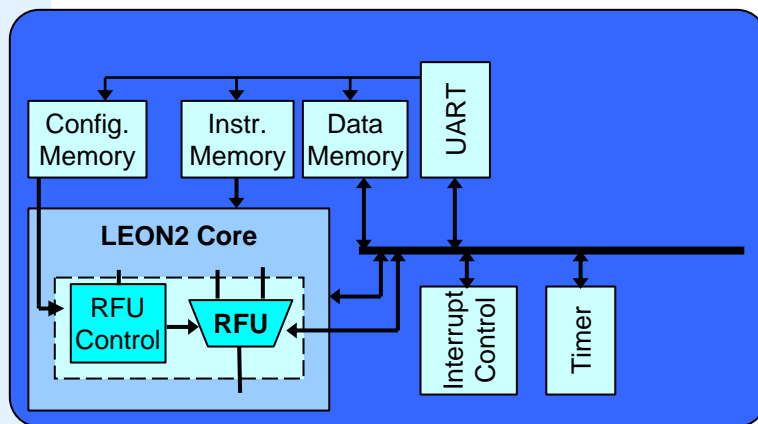 Config.
Memory
Instr.
Memory
Data
Memory
UART
LEON2 Core
RFU
Control
RFU
Interrupt
Control
Timer